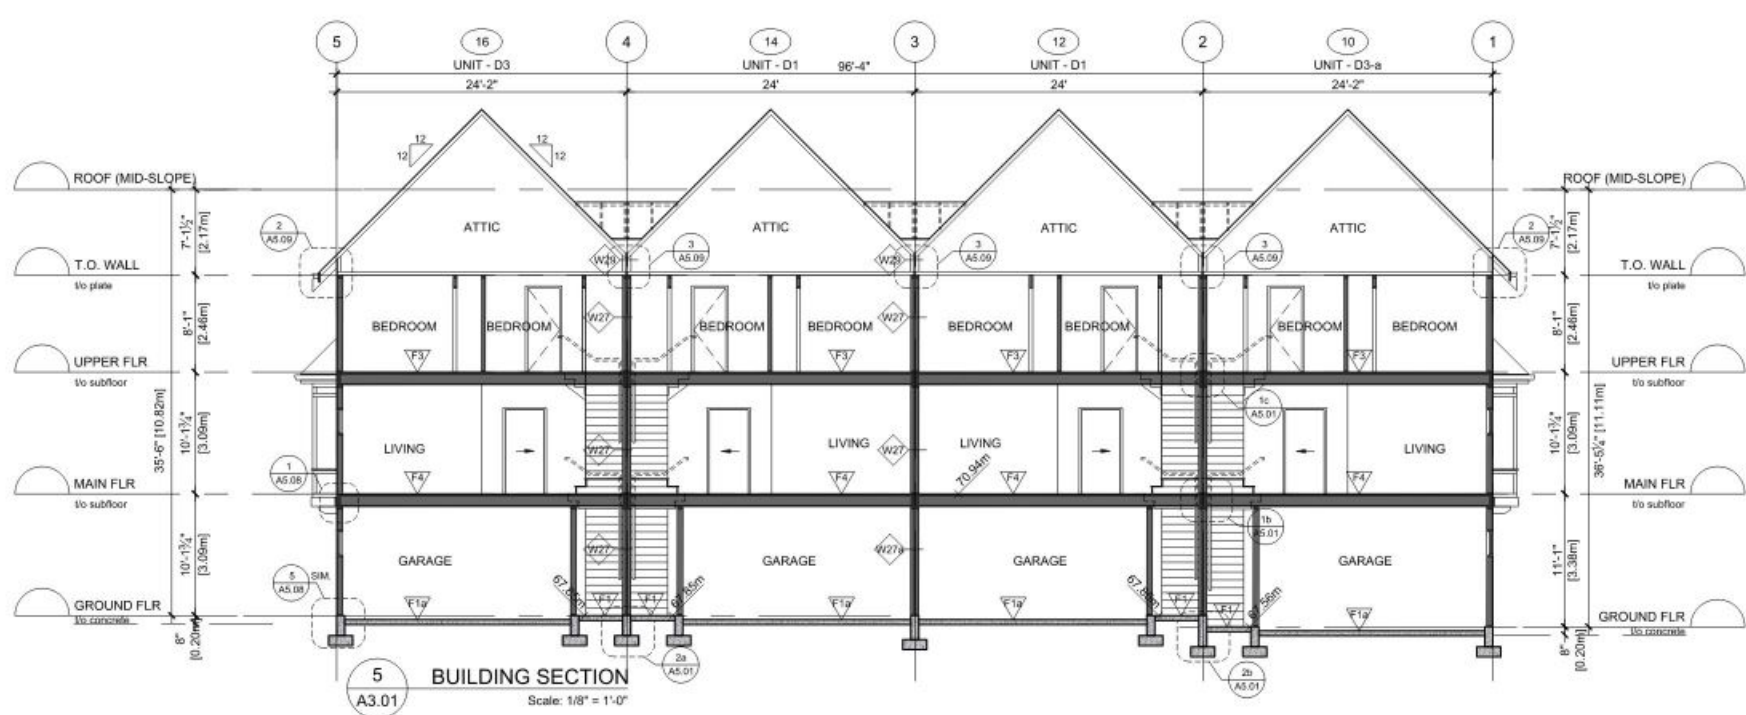 5 16 4 14 3 12 2 10 1
UNIT - D3 UNIT - D1 96'-4" UNIT - D1 UNIT - D3-a
24'-2" 24' 24' 24'-2"
12 12
12 12
ROOF (MID-SLOPE) ROOF (MID-SLOPE)
7'-1½" [2.17m] 7'-1½" [2.17m]
ATTIC ATTIC ATTIC ATTIC
2 A5.09 3 A5.09 3 A5.09 3 A5.09 2 A5.09
W29 W29
T.O. WALL T.O. WALL
t/o plate t/o plate
8'-1" [2.46m] 8'-1" [2.46m]
W27 W27
BEDROOM BEDROOM BEDROOM BEDROOM BEDROOM BEDROOM BEDROOM BEDROOM
F3 F3 F3 F3
UPPER FLR UPPER FLR
t/o subfloor t/o subfloor
1c A5.01
35'-6" [10.82m] 36'-5¼" [11.11m]
10'-1¾" [3.09m] 10'-1¾" [3.09m]
LIVING LIVING LIVING LIVING
W27 W27
1 A5.08
70.94m
F4 F4 F4 F4
MAIN FLR MAIN FLR
t/o subfloor t/o subfloor
1b A5.01
10'-1¾" [3.09m] 11'-1" [3.38m]
W27 W27a
GARAGE GARAGE GARAGE GARAGE
5 A5.08 SIM.
67.56m
F1a F1 F1 F1a F1a F1 F1 F1a
GROUND FLR GROUND FLR
t/o concrete t/o concrete
8" [0.20m] 8" [0.20m]
2a A5.01 2b A5.01
5 BUILDING SECTION
A3.01 Scale: 1/8" = 1'-0"